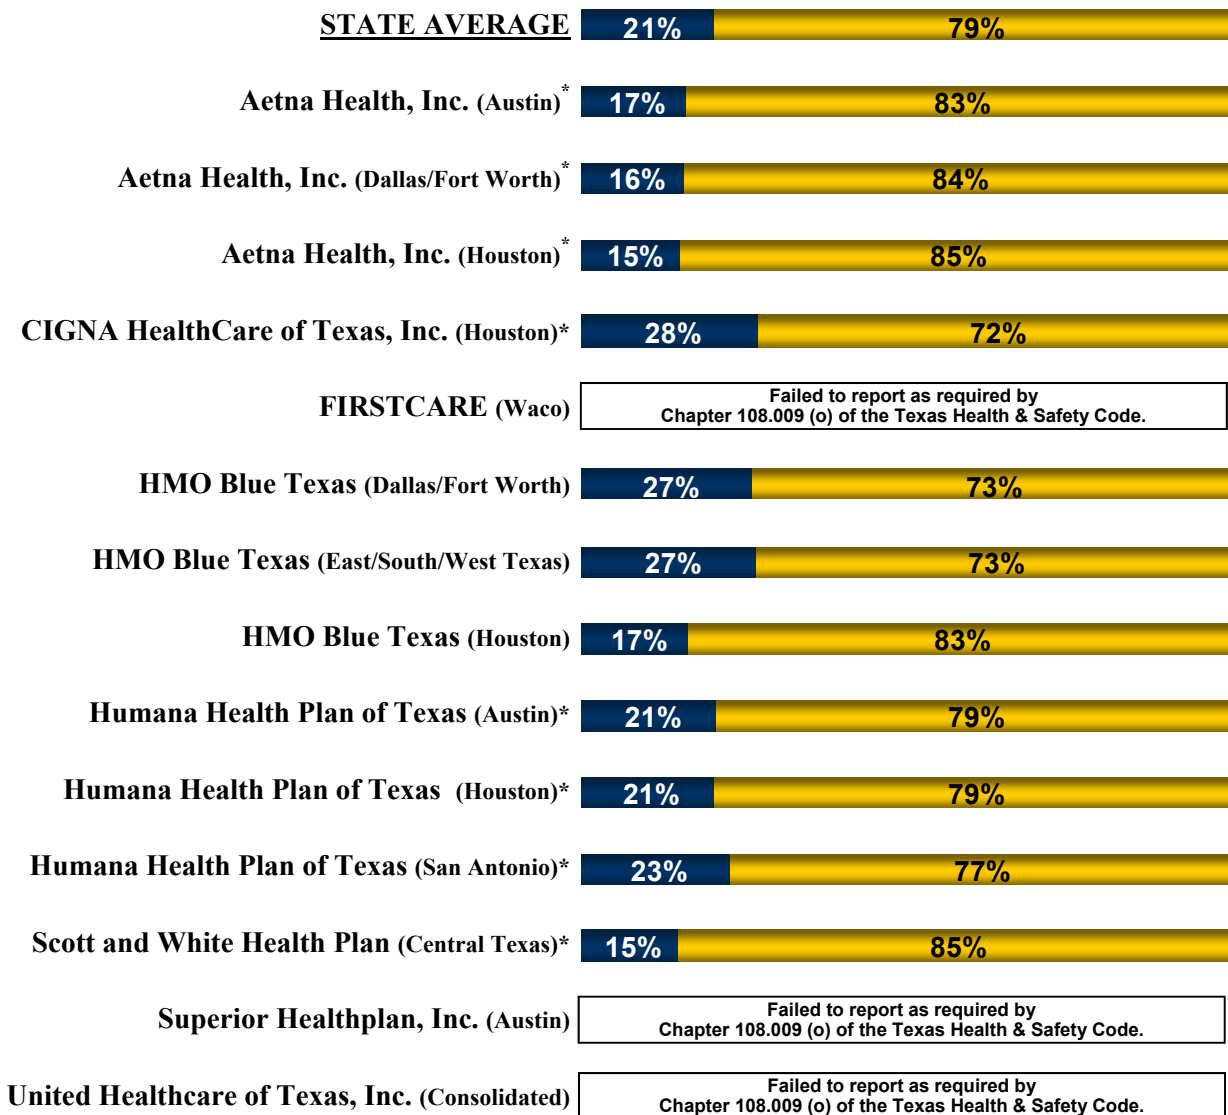 STATE AVERAGE 21% 79%
Aetna Health, Inc. (Austin)* 17% 83%
Aetna Health, Inc. (Dallas/Fort Worth)* 16% 84%
Aetna Health, Inc. (Houston)* 15% 85%
CIGNA HealthCare of Texas, Inc. (Houston)* 28% 72%
FIRSTCARE (Waco) Failed to report as required by
Chapter 108.009 (o) of the Texas Health & Safety Code.
HMO Blue Texas (Dallas/Fort Worth) 27% 73%
HMO Blue Texas (East/South/West Texas) 27% 73%
HMO Blue Texas (Houston) 17% 83%
Humana Health Plan of Texas (Austin)* 21% 79%
Humana Health Plan of Texas (Houston)* 21% 79%
Humana Health Plan of Texas (San Antonio)* 23% 77%
Scott and White Health Plan (Central Texas)* 15% 85%
Superior Healthplan, Inc. (Austin) Failed to report as required by
Chapter 108.009 (o) of the Texas Health & Safety Code.
United Healthcare of Texas, Inc. (Consolidated) Failed to report as required by
Chapter 108.009 (o) of the Texas Health & Safety Code.